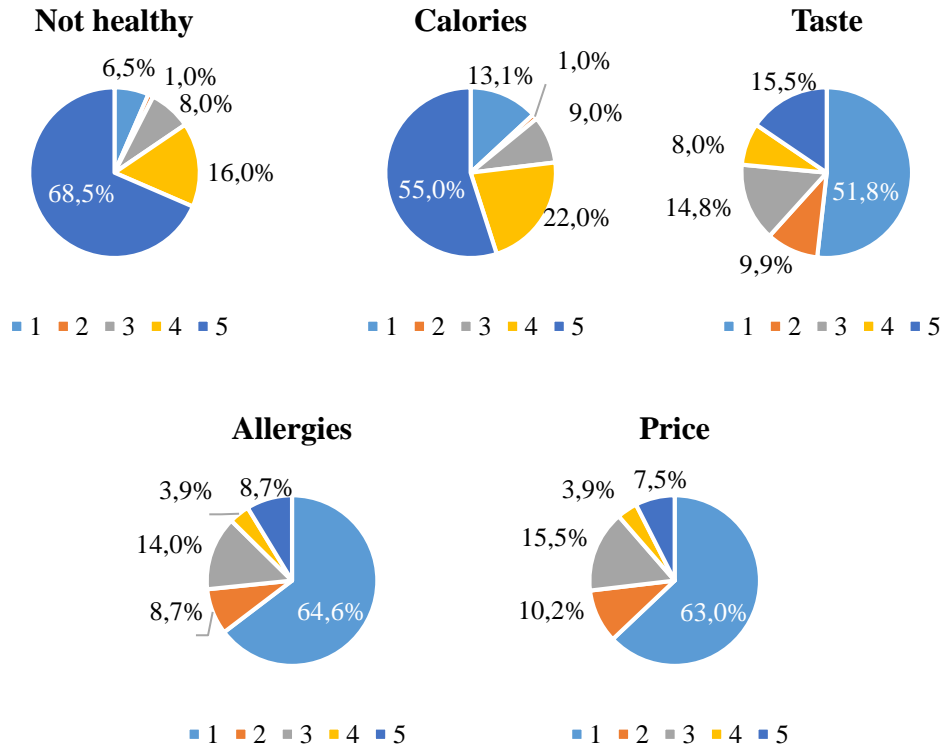 Not healthy
6,5%
1,0%
8,0%
16,0%
68,5%
1 2 3 4 5
Calories
13,1%
1,0%
9,0%
22,0%
55,0%
1 2 3 4 5
Taste
15,5%
8,0%
14,8%
9,9%
51,8%
1 2 3 4 5
Allergies
3,9%
8,7%
14,0%
8,7%
64,6%
1 2 3 4 5
Price
7,5%
3,9%
15,5%
10,2%
63,0%
1 2 3 4 5